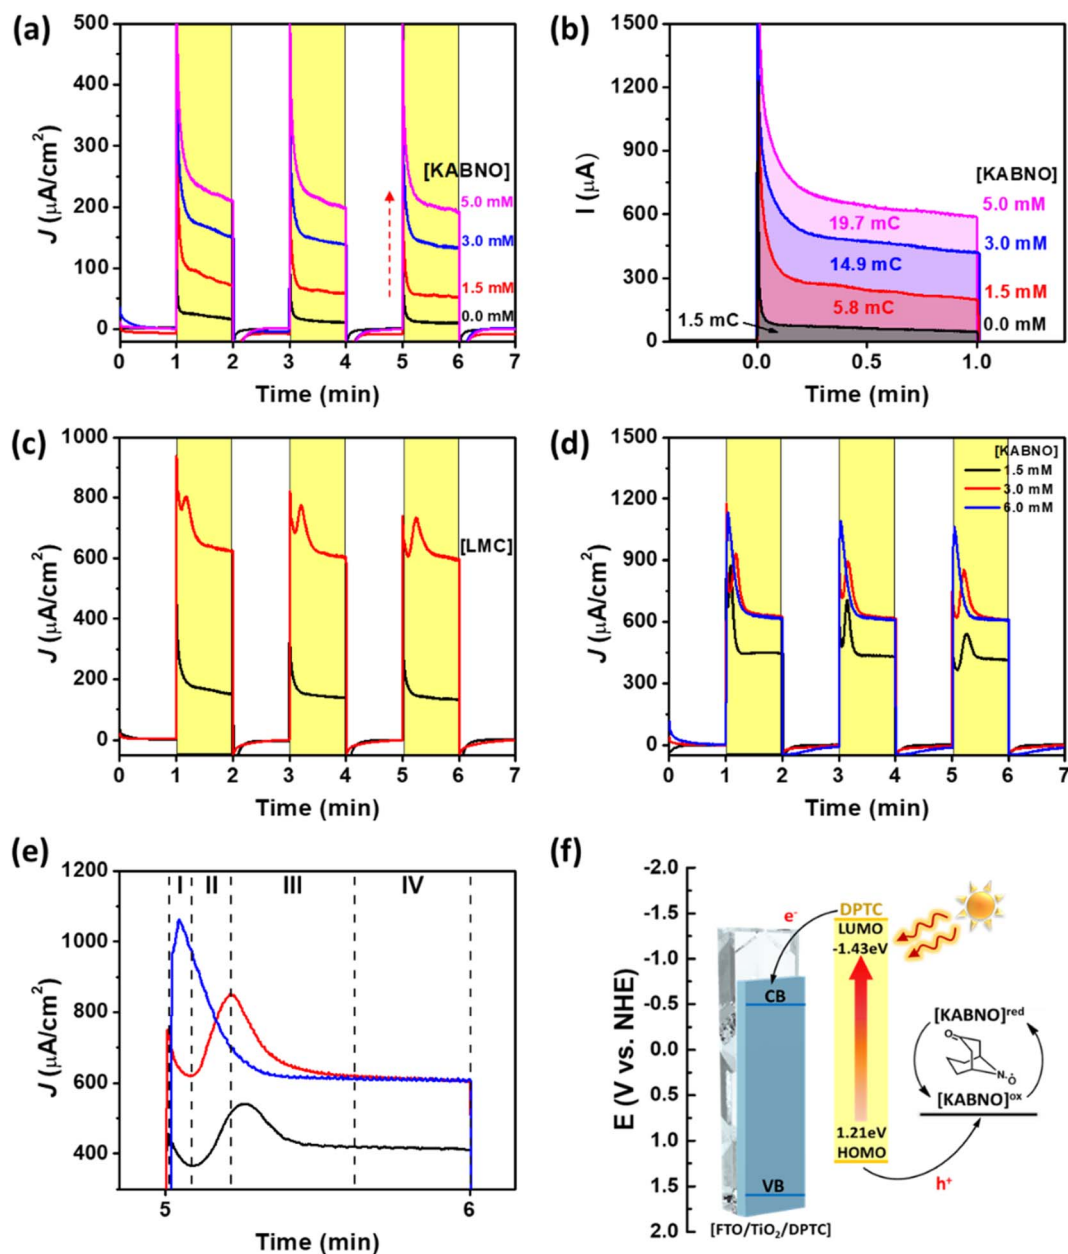 (a)
500
400
300
200
100
0
J (μA/cm²)
[KABNO]
5.0 mM
3.0 mM
1.5 mM
0.0 mM
0 1 2 3 4 5 6 7
Time (min)
(b)
1500
1200
900
600
300
0
I (μA)
[KABNO]
5.0 mM
19.7 mC
3.0 mM
14.9 mC
1.5 mM
5.8 mC
1.5 mC
0.0 mM
0.0 0.5 1.0
Time (min)
(c)
1000
800
600
400
200
0
J (μA/cm²)
[LMC]
0 1 2 3 4 5 6 7
Time (min)
(d)
1500
1200
900
600
300
0
J (μA/cm²)
[KABNO]
1.5 mM
3.0 mM
6.0 mM
0 1 2 3 4 5 6 7
Time (min)
(e)
1200
1000
800
600
400
J (μA/cm²)
I II III IV
5 6
Time (min)
(f)
-2.0
-1.5
-1.0
-0.5
0.0
0.5
1.0
1.5
2.0
E (V vs. NHE)
e⁻
DPTC
LUMO
-1.43eV
CB
[KABNO]ʳᵉᵈ
O
N
O
[KABNO]ᵒˣ
1.21eV
HOMO
VB
h⁺
[FTO/TiO₂/DPTC]